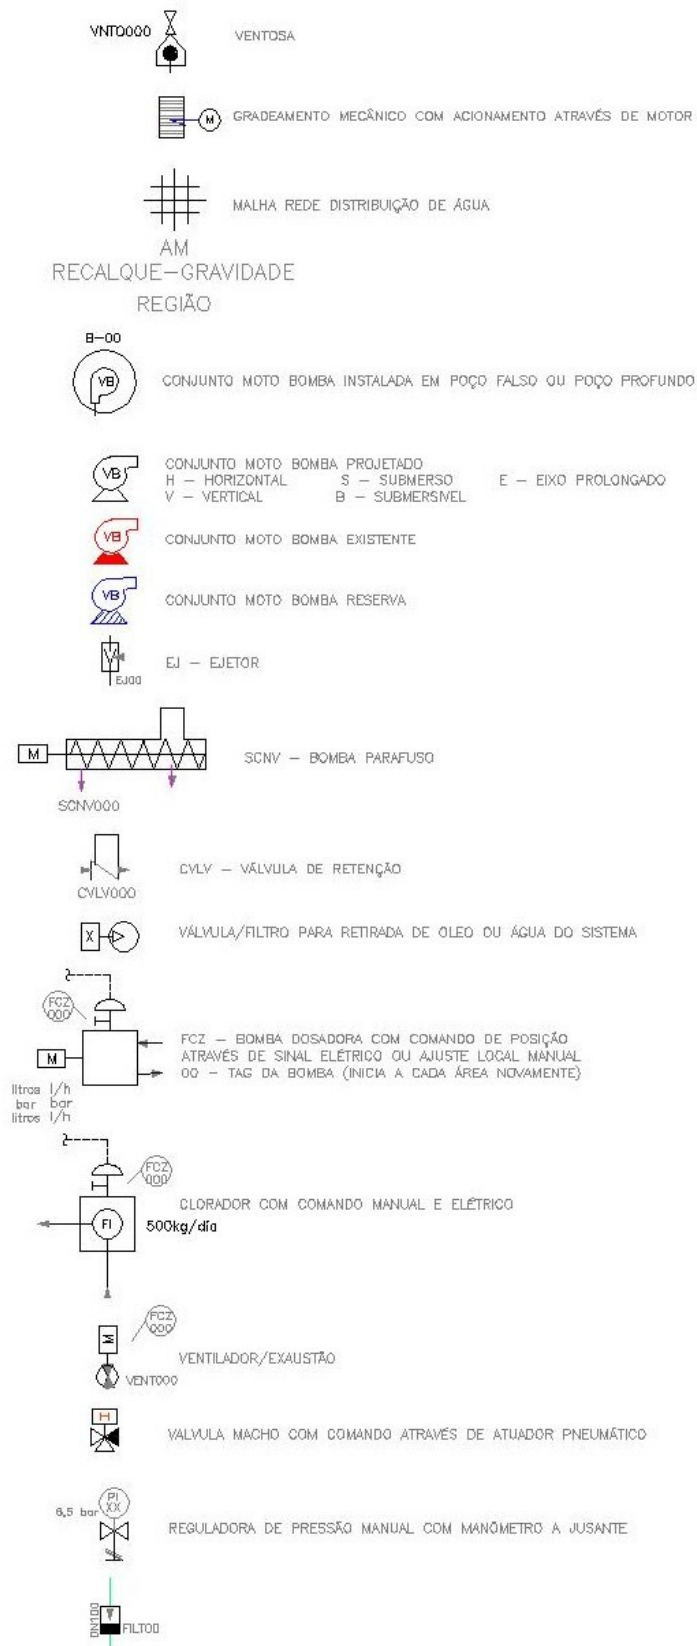 VNT0000
VENTOSA
M
GRADEAMENTO MECÂNICO COM ACIONAMENTO ATRAVÉS DE MOTOR
MALHA REDE DISTRIBUIÇÃO DE ÁGUA
AM
RECALQUE-GRAVIDADE
REGIÃO
B-00
VB
CONJUNTO MOTO BOMBA INSTALADA EM POÇO FALSO OU POÇO PROFUNDO
VB
CONJUNTO MOTO BOMBA PROJETADO
H - HORIZONTAL S - SUBMERSO E - EIXO PROLONGADO
V - VERTICAL B - SUBMERSIVEL
VB
CONJUNTO MOTO BOMBA EXISTENTE
VB
CONJUNTO MOTO BOMBA RESERVA
EJ - EJETOR
EJ00
M
SCNV - BOMBA PARAFUSO
SCNV000
CVLV - VÁLVULA DE RETENÇÃO
CVLV000
X
VÁLVULA/FILTRO PARA RETIRADA DE OLEO OU ÁGUA DO SISTEMA
FCZ
000
FCZ - BOMBA DOSADORA COM COMANDO DE POSIÇÃO
ATRAVÉS DE SINAL ELÉTRICO OU AJUSTE LOCAL MANUAL
00 - TAG DA BOMBA (INICIA A CADA ÁREA NOVAMENTE)
M
litros l/h
bar bar
litros l/h
FCZ
000
CLORADOR COM COMANDO MANUAL E ELÉTRICO
FI
500kg/día
FCZ
000
M
VENTILADOR/EXAUSTÃO
VENT000
H
VALVULA MACHO COM COMANDO ATRAVÉS DE ATUADOR PNEUMÁTICO
PI
XX
6,5 bar
REGULADORA DE PRESSÃO MANUAL COM MANÔMETRO A JUSANTE
DN100
FILT00